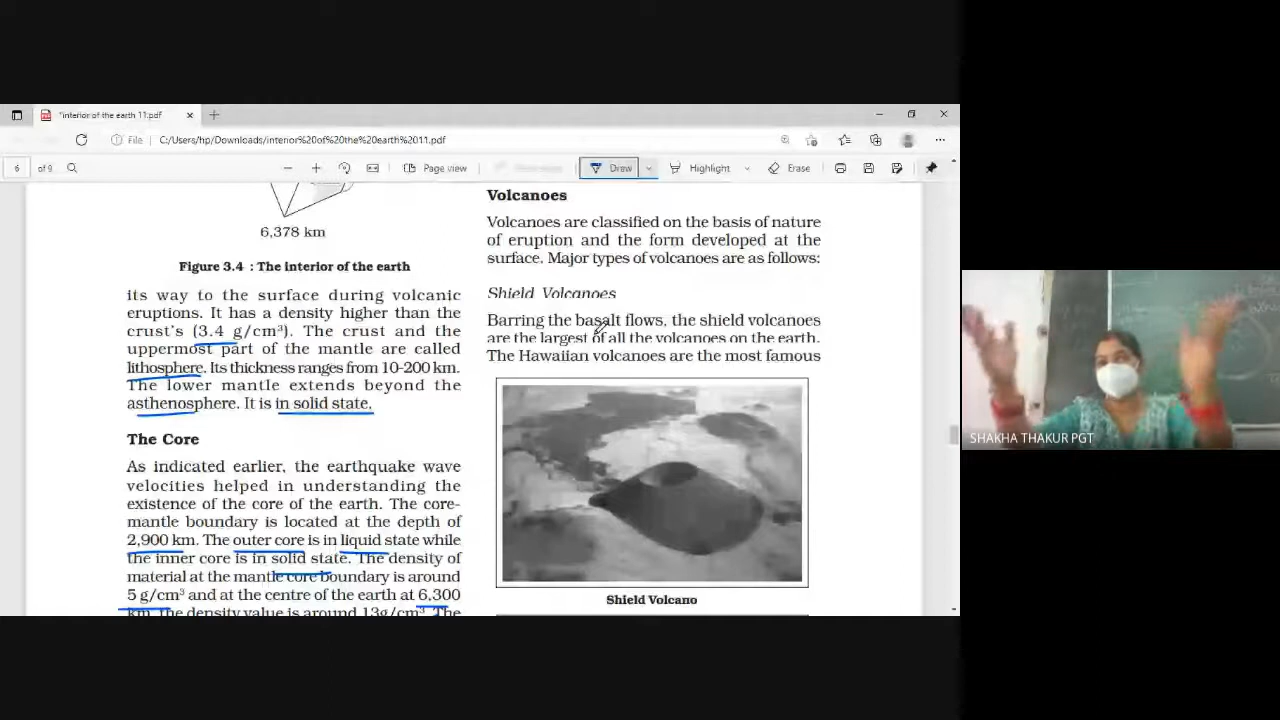 *interior of the earth 11.pdf
File
C:/Users/hp/Downloads/interior%20of%20the%20earth%2011.pdf
6 of 9
Page view
Draw
Highlight
Erase
6,378 km
Figure 3.4 : The interior of the earth
its way to the surface during volcanic
eruptions. It has a density higher than the
crust's (3.4 g/cm³). The crust and the
uppermost part of the mantle are called
lithosphere. Its thickness ranges from 10-200 km.
The lower mantle extends beyond the
asthenosphere. It is in solid state.
The Core
As indicated earlier, the earthquake wave
velocities helped in understanding the
existence of the core of the earth. The core-
mantle boundary is located at the depth of
2,900 km. The outer core is in liquid state while
the inner core is in solid state. The density of
material at the mantle core boundary is around
5 g/cm³ and at the centre of the earth at 6,300
km, the density value is around 13g/cm³. The
Volcanoes
Volcanoes are classified on the basis of nature
of eruption and the form developed at the
surface. Major types of volcanoes are as follows:
Shield Volcanoes
Barring the basalt flows, the shield volcanoes
are the largest of all the volcanoes on the earth.
The Hawaiian volcanoes are the most famous
Shield Volcano
SHAKHA THAKUR PGT